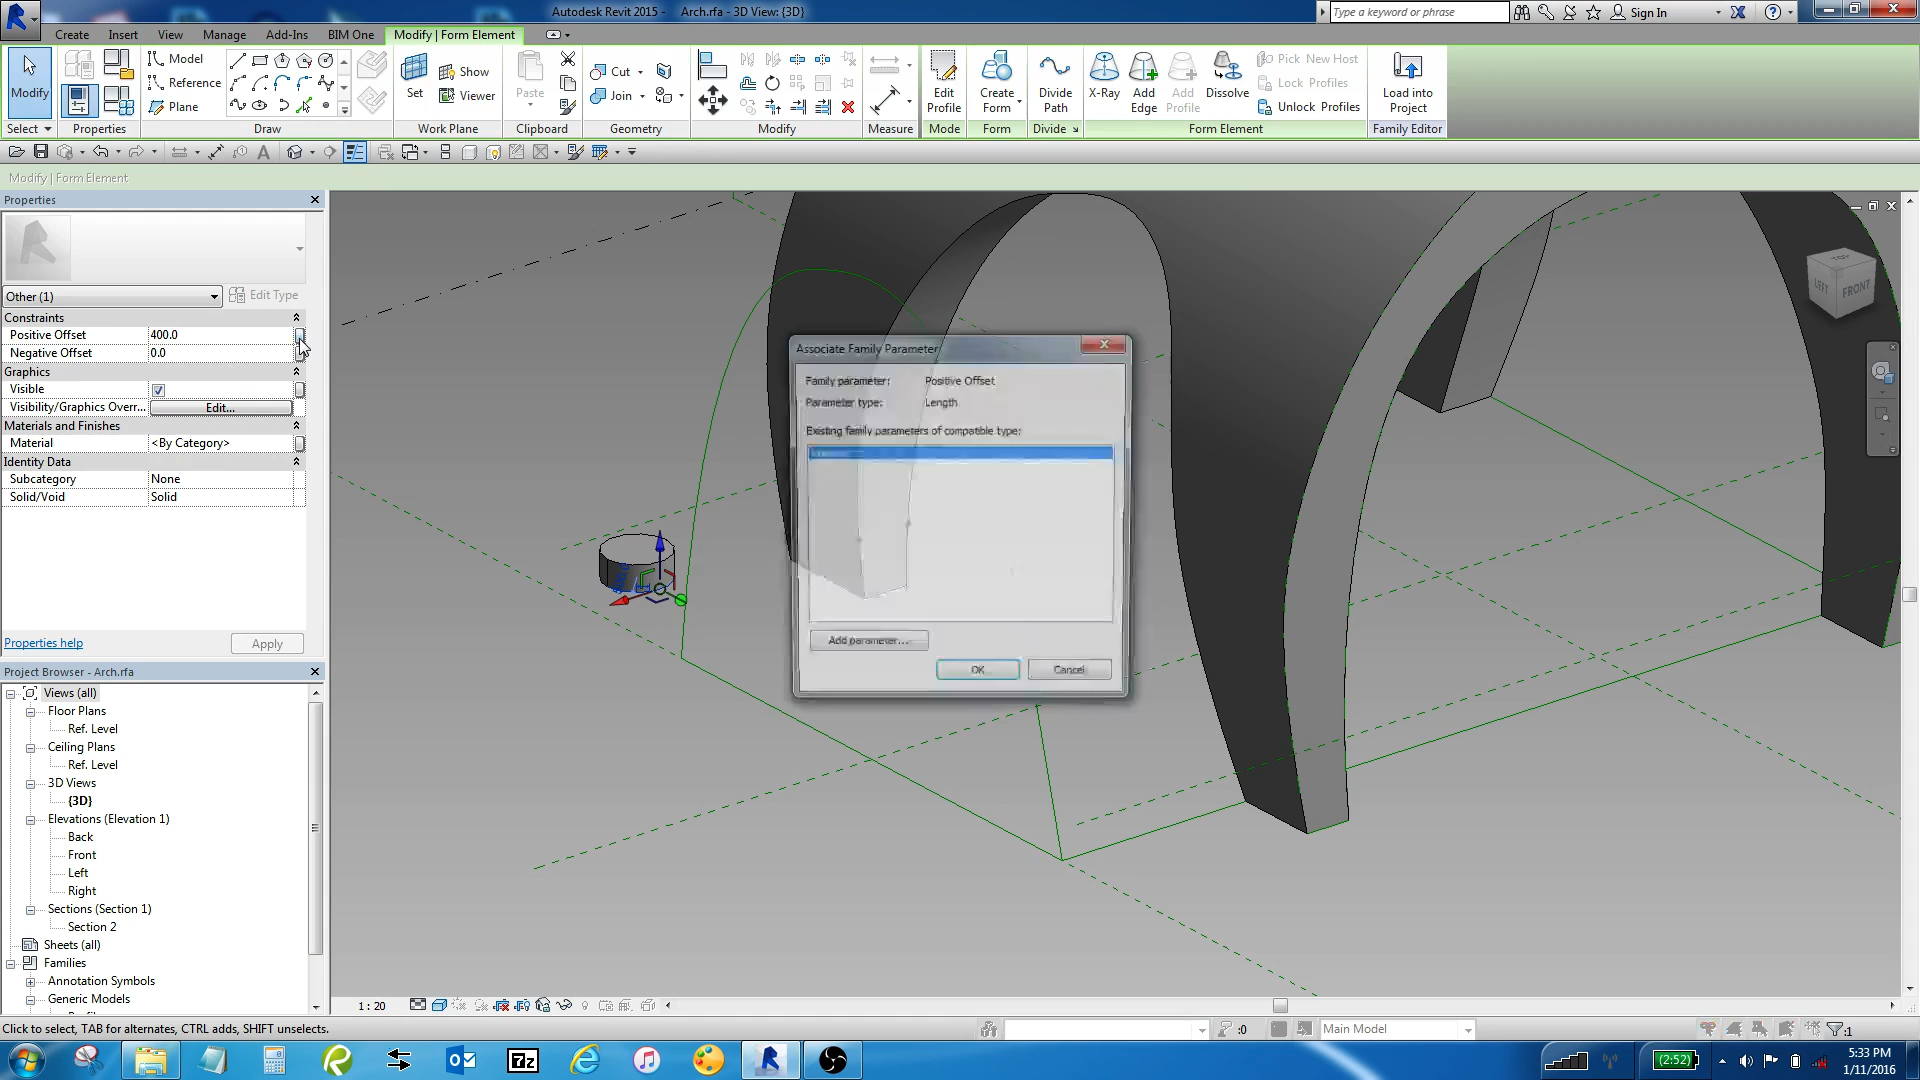 Autodesk Revit 2015 - Arch.rfa - 3D View: {3D}
Type a keyword or phrase
Sign In
Create Insert View Manage Add-Ins BIM One Modify | Form Element
Modify
Model
Reference
Plane
Set
Show
Viewer
Paste
Cut
Join
Edit Profile
Create Form
Divide Path
X-Ray
Add Edge
Add Profile
Dissolve
Pick New Host
Lock Profiles
Unlock Profiles
Load into Project
Select Properties Draw Work Plane Clipboard Geometry Modify Measure Mode Form Divide Form Element Family Editor
Modify | Form Element
Properties
Other (1)
Edit Type
Constraints
Positive Offset 400.0
Negative Offset 0.0
Graphics
Visible
Visibility/Graphics Overr... Edit...
Materials and Finishes
Material <By Category>
Identity Data
Subcategory None
Solid/Void Solid
Properties help
Apply
Project Browser - Arch.rfa
Views (all)
Floor Plans
Ref. Level
Ceiling Plans
Ref. Level
3D Views
{3D}
Elevations (Elevation 1)
Back
Front
Left
Right
Sections (Section 1)
Section 2
Sheets (all)
Families
Annotation Symbols
Generic Models
Associate Family Parameter
Family parameter: Positive Offset
Parameter type: Length
Existing family parameters of compatible type:
Add parameter...
OK
Cancel
TOP
LEFT
FRONT
1 : 20
Click to select, TAB for alternates, CTRL adds, SHIFT unselects.
:0
Main Model
:1
7z
(2:52)
5:33 PM
1/11/2016